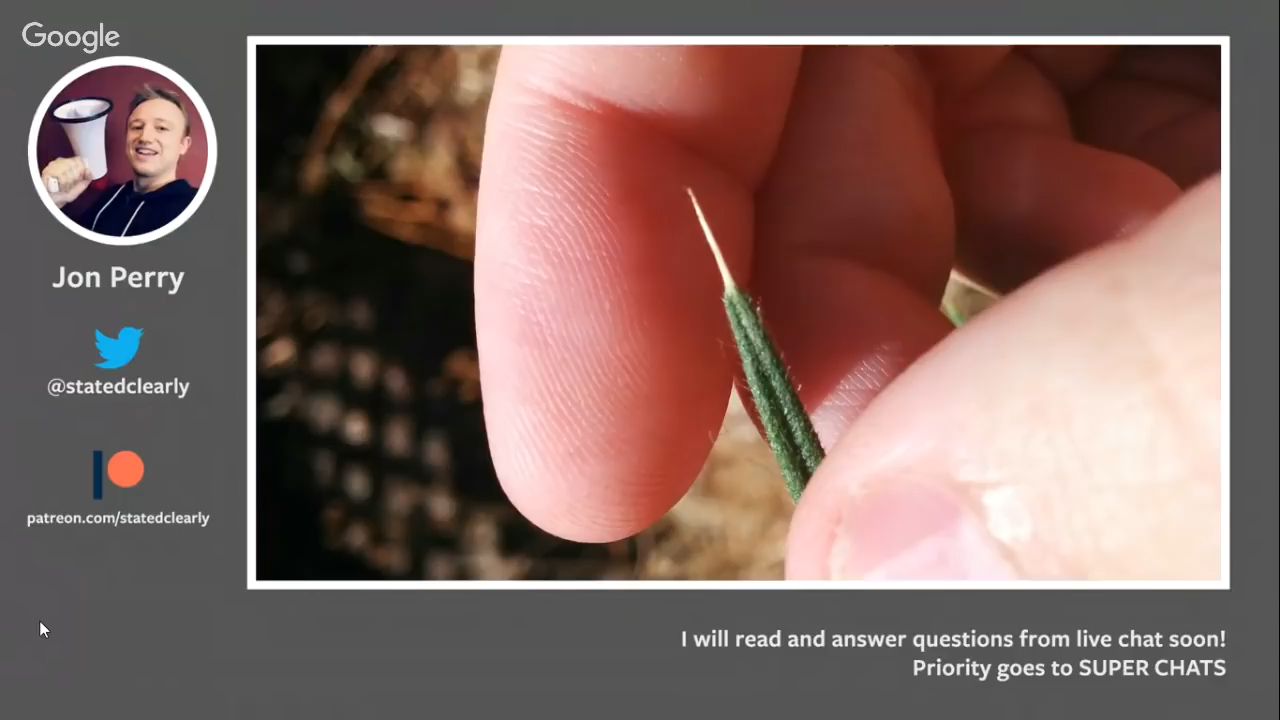 Google
Jon Perry
@statedclearly
patreon.com/statedclearly
I will read and answer questions from live chat soon!
Priority goes to SUPER CHATS